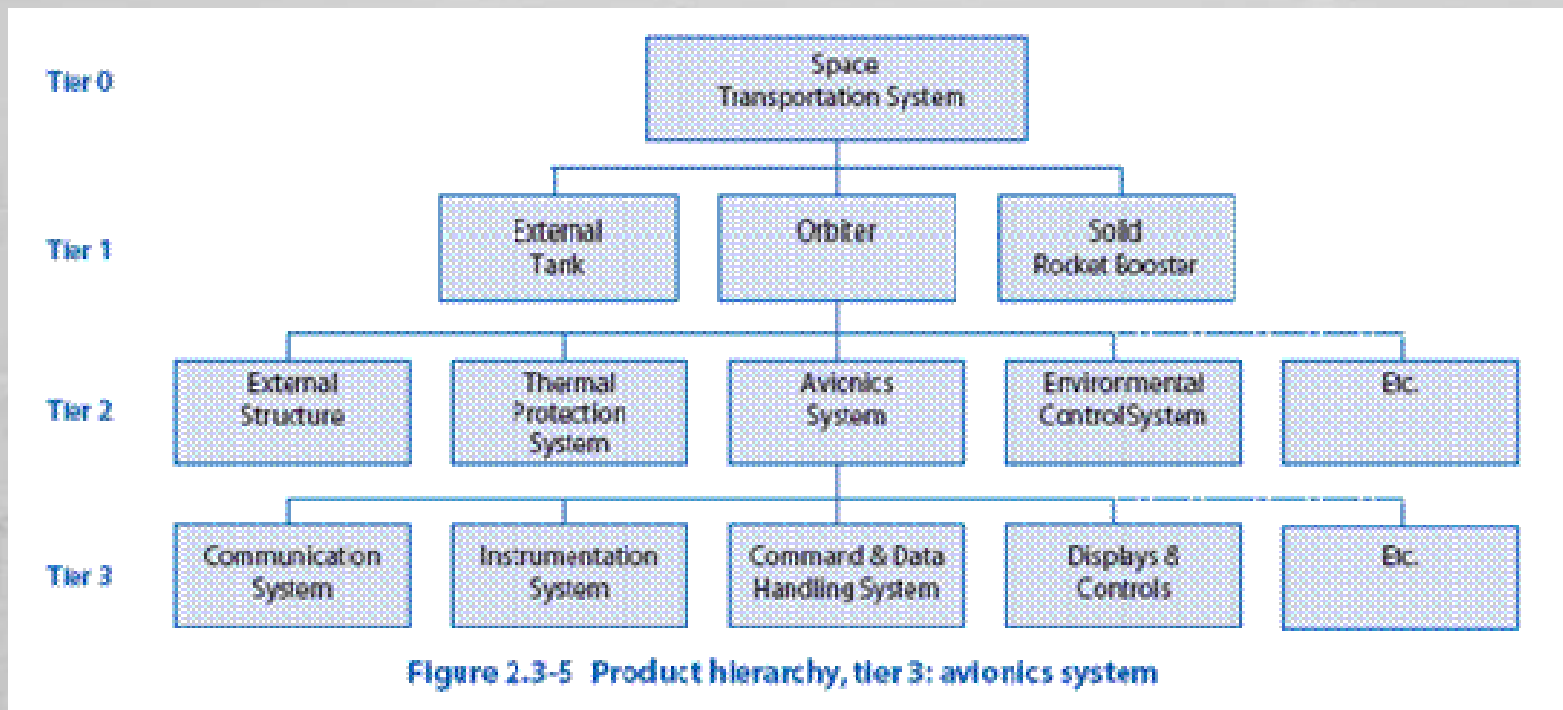 Tier 0
Space
Transportation System
Tier 1
External
Tank
Orbiter
Solid
Rocket Booster
Tier 2
External
Structure
Thermal
Protection
System
Avionics
System
Environmental
Control System
Etc.
Tier 3
Communication
System
Instrumentation
System
Command & Data
Handling System
Displays &
Controls
Etc.
Figure 2.3-5 Product hierarchy, tier 3: avionics system